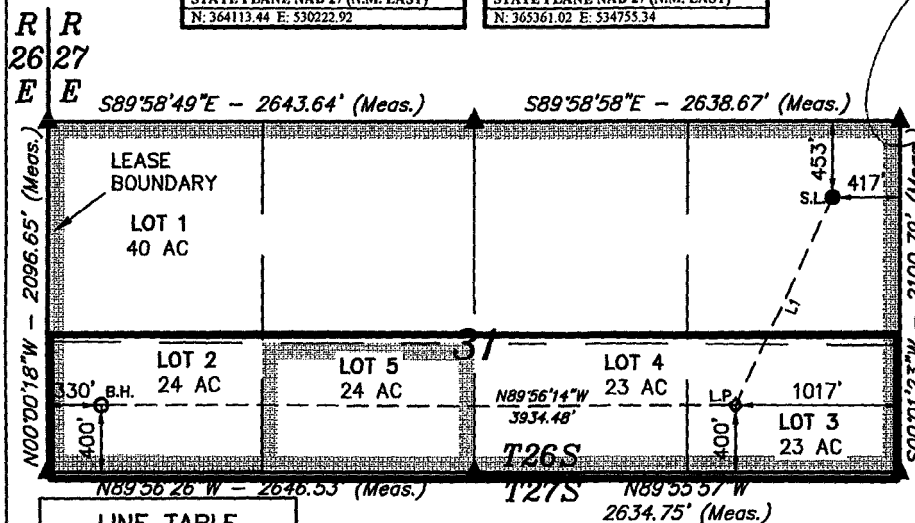 STATE PLANE NAD 27 (N.M. EAST)
N: 364113.44 E: 530222.92
STATE PLANE NAD 27 (N.M. EAST)
N: 365361.02 E: 534755.34
R R
26 27
E E
S89°58'49"E - 2643.64' (Meas.)
S89°58'58"E - 2638.67' (Meas.)
N00°00'18"W - 2096.65' (Meas.)
LEASE
BOUNDARY
LOT 1
40 AC
453'
S.L.
417'
L1
LOT 2
24 AC
LOT 5
24 AC
LOT 4
23 AC
330'
B.H.
400'
N89°56'14"W
3934.48'
L.P.
1017'
400'
LOT 3
23 AC
T26S
T27S
N89°56'26"W - 2646.53' (Meas.)
N89°55'57"W
2634.75' (Meas.)
LINE TABLE